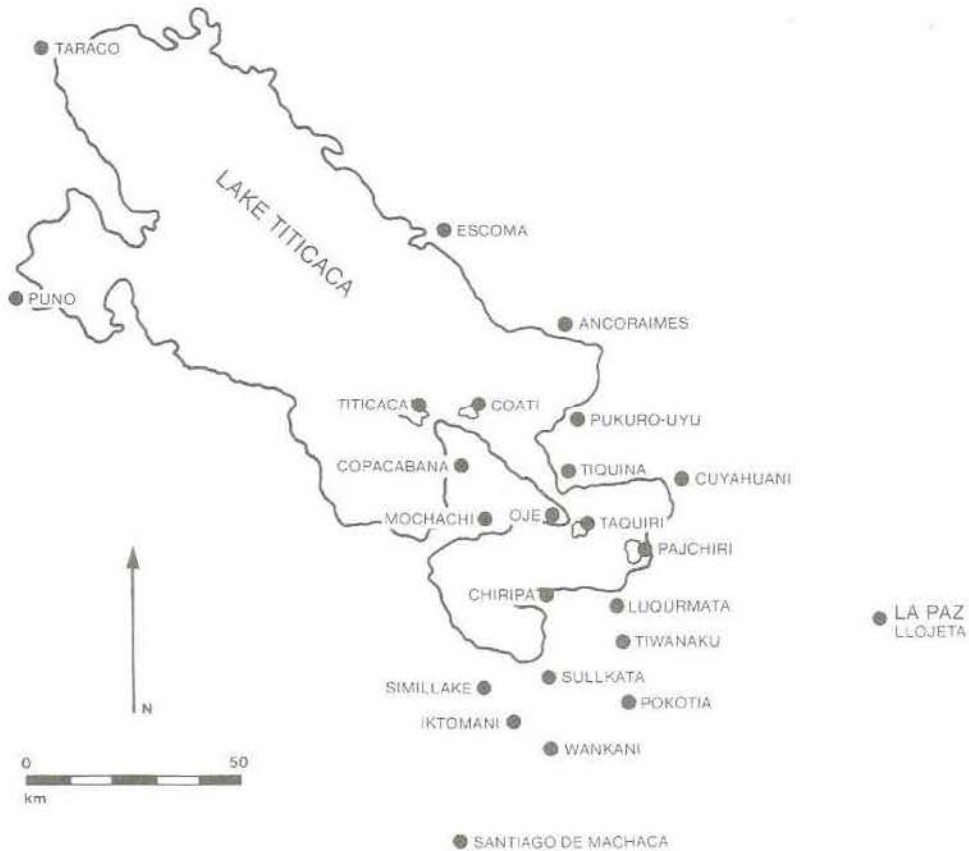 TARACO
LAKE TITICACA
ESCOMA
PUNO
ANCORAIMES
TITICACA
COATI
PUKURO-UYU
COPACABANA
TIQUINA
CUYAHUANI
MOCHACHI
OJE
TAQUIRI
PAJCHIRI
CHIRIPA
LUQURMATA
LA PAZ
LLOJETA
TIWANAKU
SULLKATA
SIMILLAKE
POKOTIA
N
IKTOMANI
WANKANI
0 50
km
SANTIAGO DE MACHACA